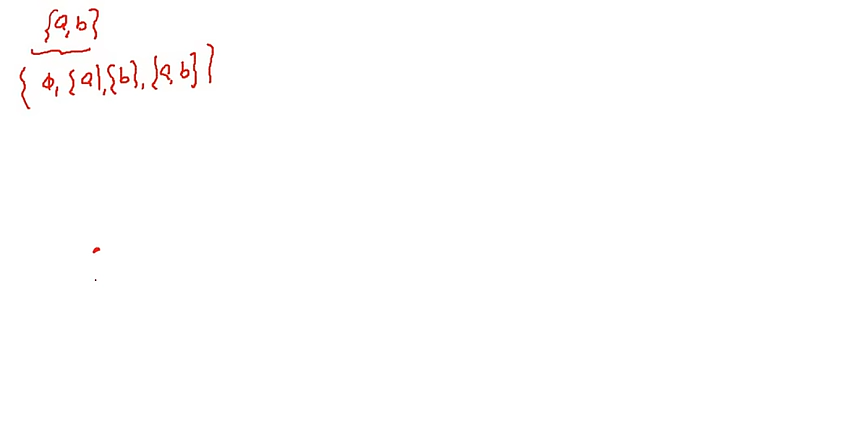 {a,b}
{ φ, {a}, {b}, {a, b} }